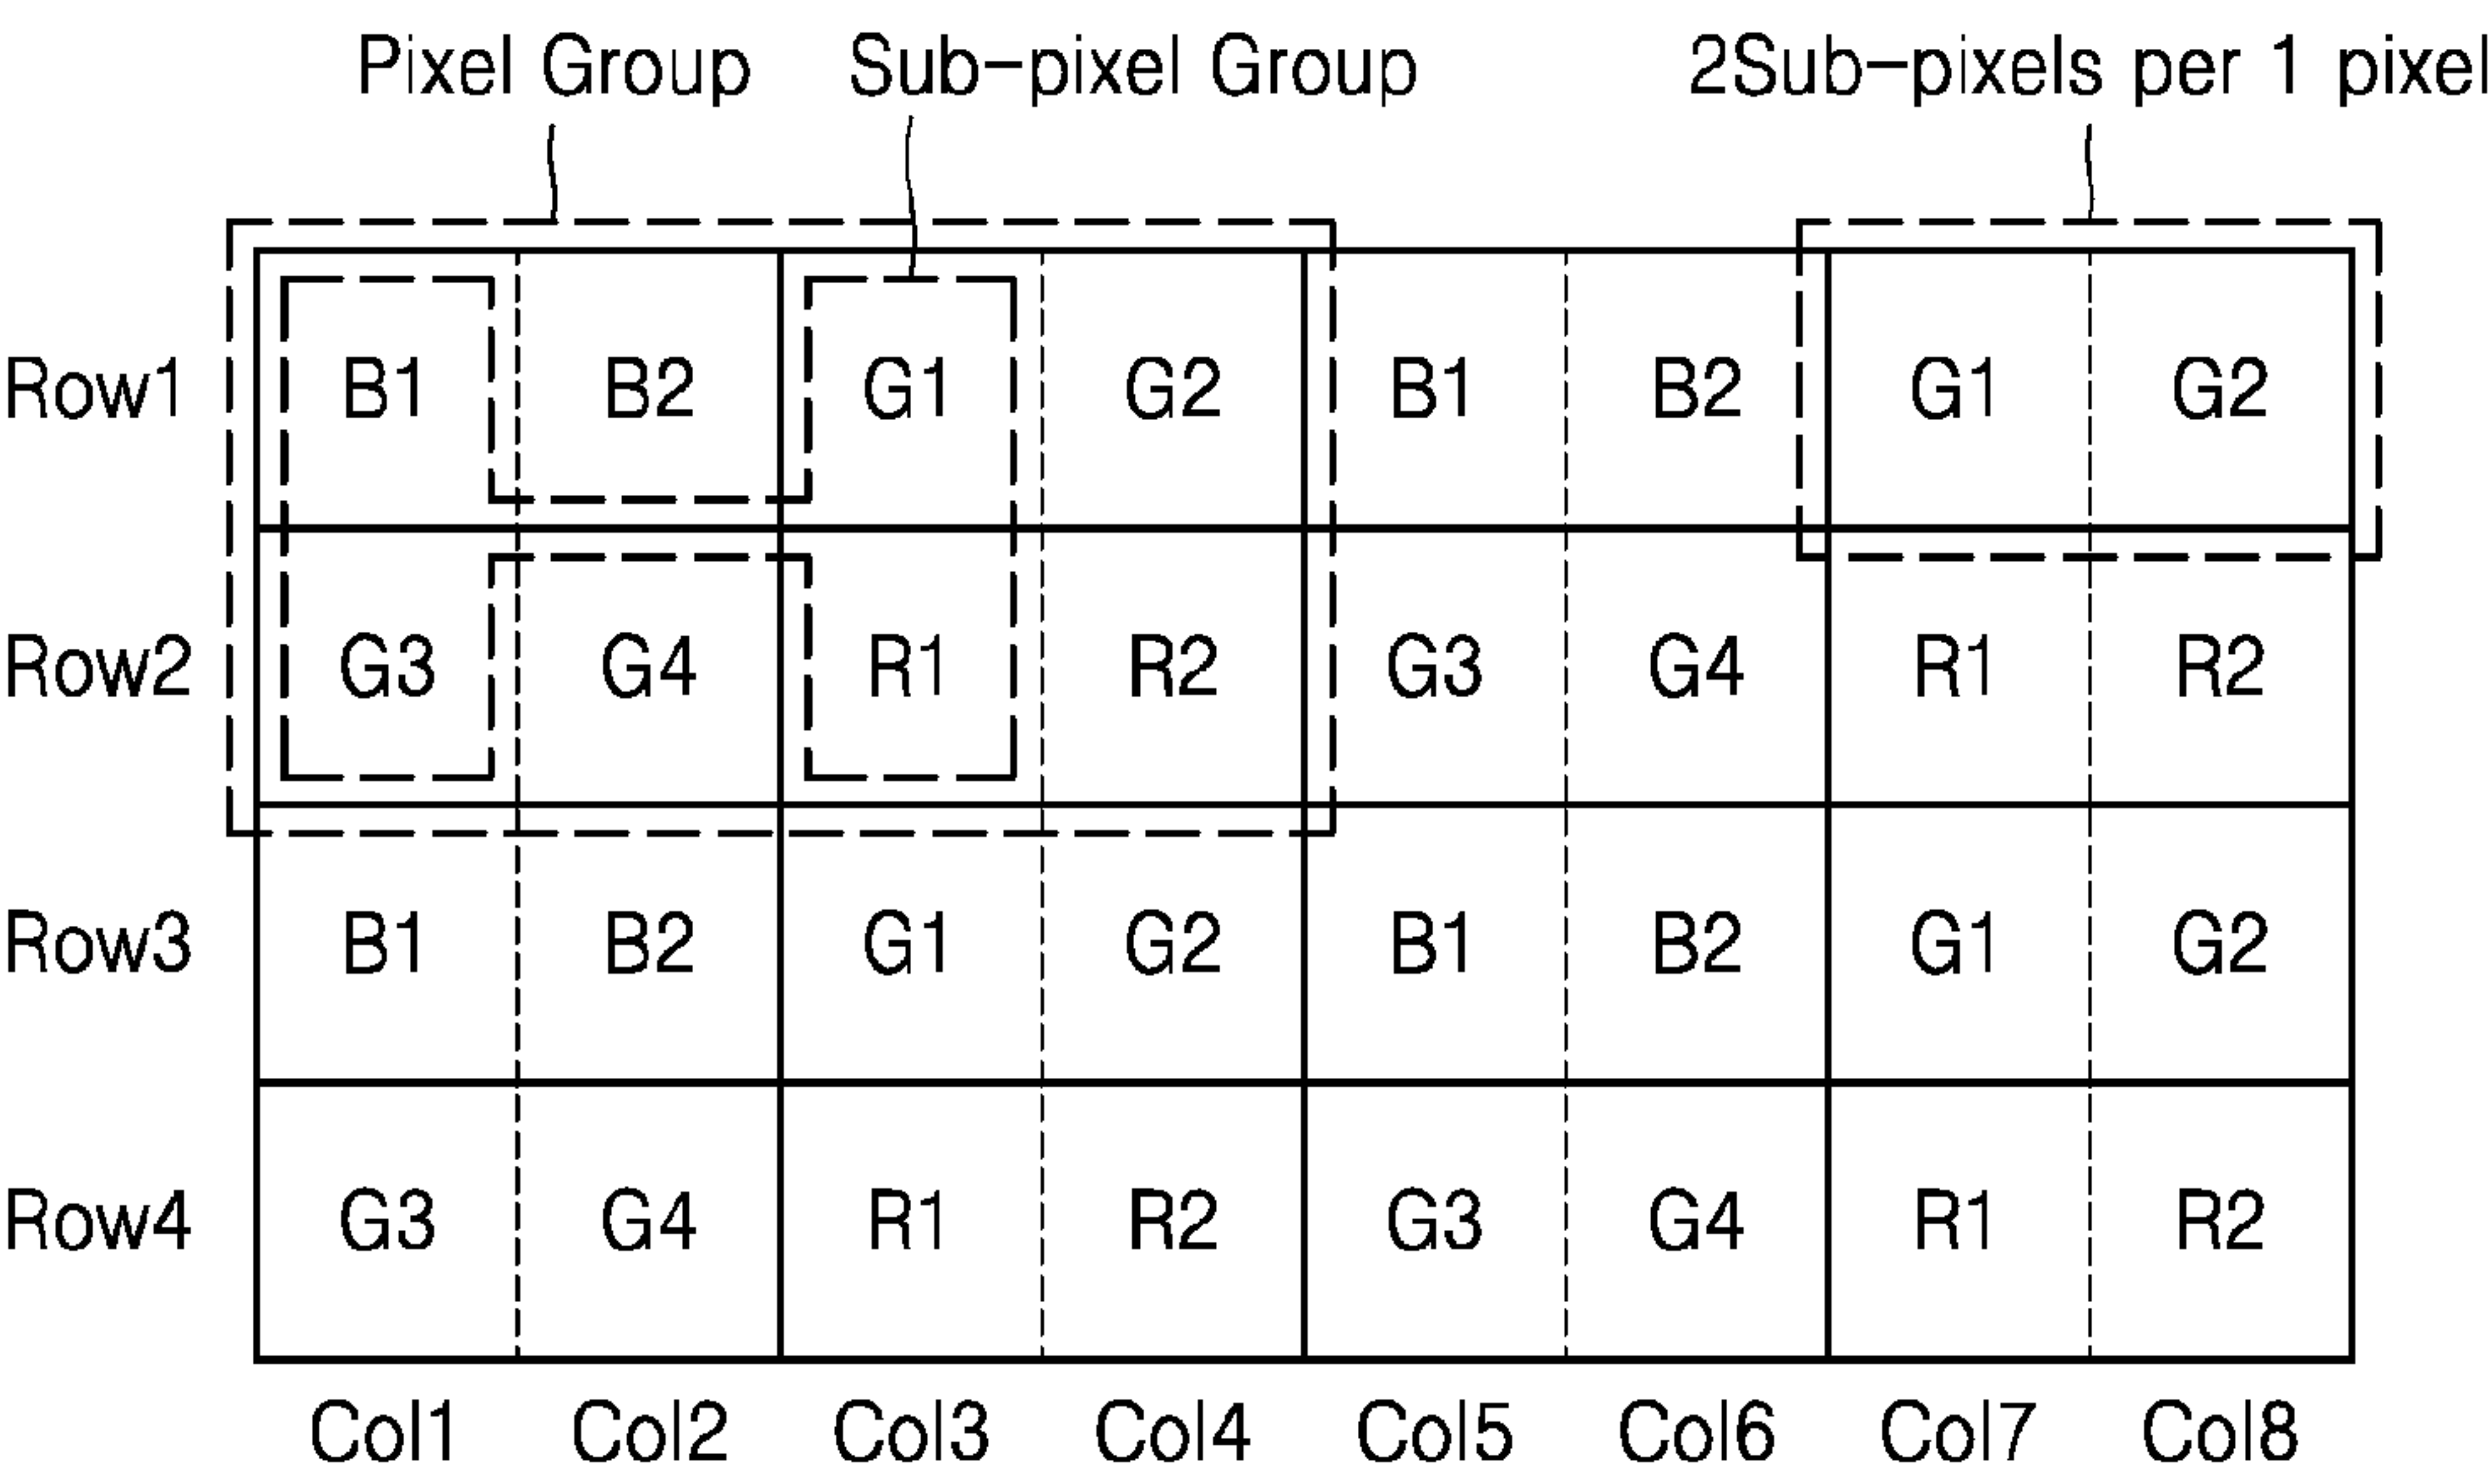 Pixel Group Sub-pixel Group 2Sub-pixels per 1 pixel
Row1 B1 B2 G1 G2 B1 B2 G1 G2
Row2 G3 G4 R1 R2 G3 G4 R1 R2
Row3 B1 B2 G1 G2 B1 B2 G1 G2
Row4 G3 G4 R1 R2 G3 G4 R1 R2
Col1 Col2 Col3 Col4 Col5 Col6 Col7 Col8